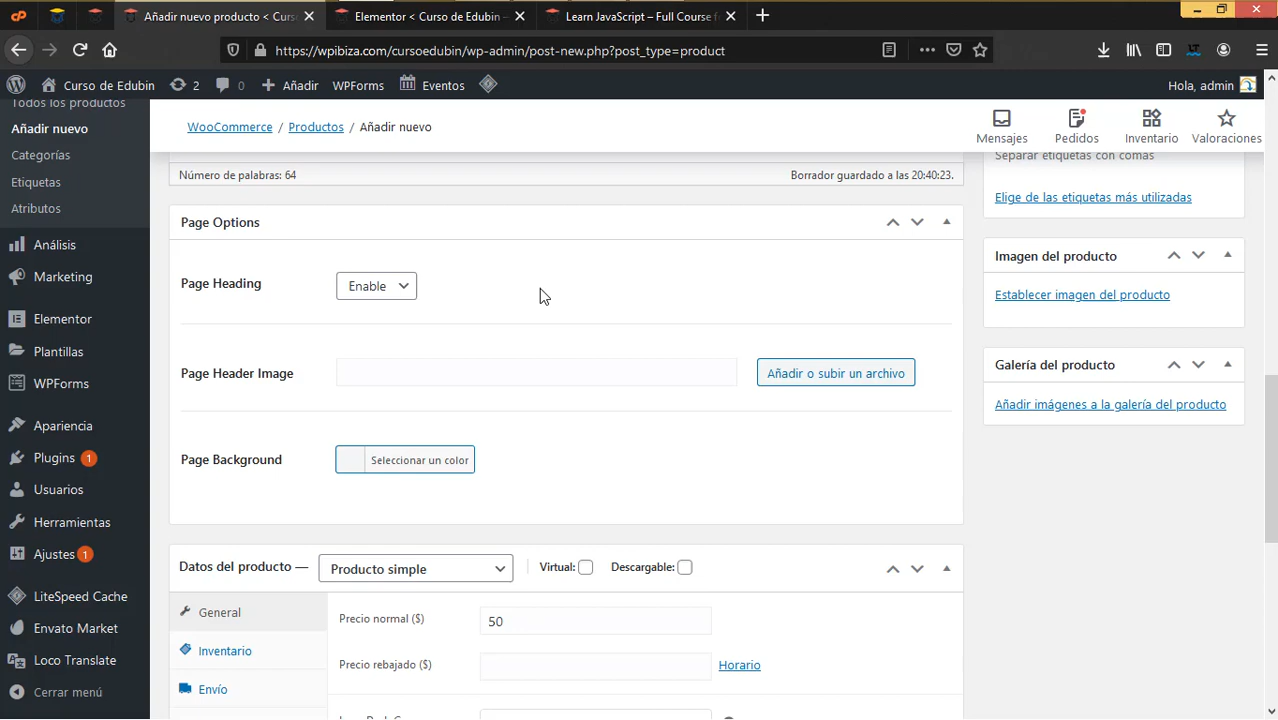 Añadir nuevo producto < Curso
Elementor < Curso de Edubin —
Learn JavaScript – Full Course f
https://wpibiza.com/cursoedubin/wp-admin/post-new.php?post_type=product
Curso de Edubin
2
0
Añadir
WPForms
Eventos
Hola, admin
Todos los productos
Añadir nuevo
Categorías
Etiquetas
Atributos
Análisis
Marketing
Elementor
Plantillas
WPForms
Apariencia
Plugins 1
Usuarios
Herramientas
Ajustes 1
LiteSpeed Cache
Envato Market
Loco Translate
Cerrar menú
WooCommerce / Productos / Añadir nuevo
Mensajes
Pedidos
Inventario
Valoraciones
Número de palabras: 64
Borrador guardado a las 20:40:23.
Page Options
Page Heading
Enable
Page Header Image
Añadir o subir un archivo
Page Background
Seleccionar un color
Datos del producto —
Producto simple
Virtual:
Descargable:
General
Inventario
Envío
Precio normal ($)
50
Precio rebajado ($)
Horario
Separar etiquetas con comas
Elige de las etiquetas más utilizadas
Imagen del producto
Establecer imagen del producto
Galería del producto
Añadir imágenes a la galería del producto